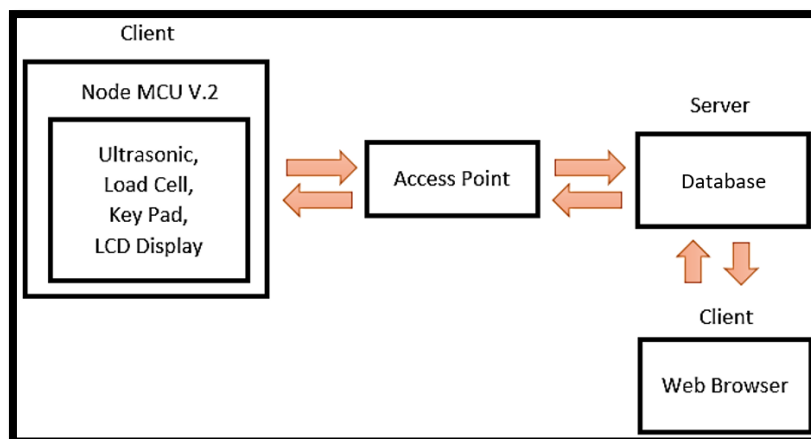 Client
Node MCU V.2
Ultrasonic,
Load Cell,
Key Pad,
LCD Display
Access Point
Server
Database
Client
Web Browser